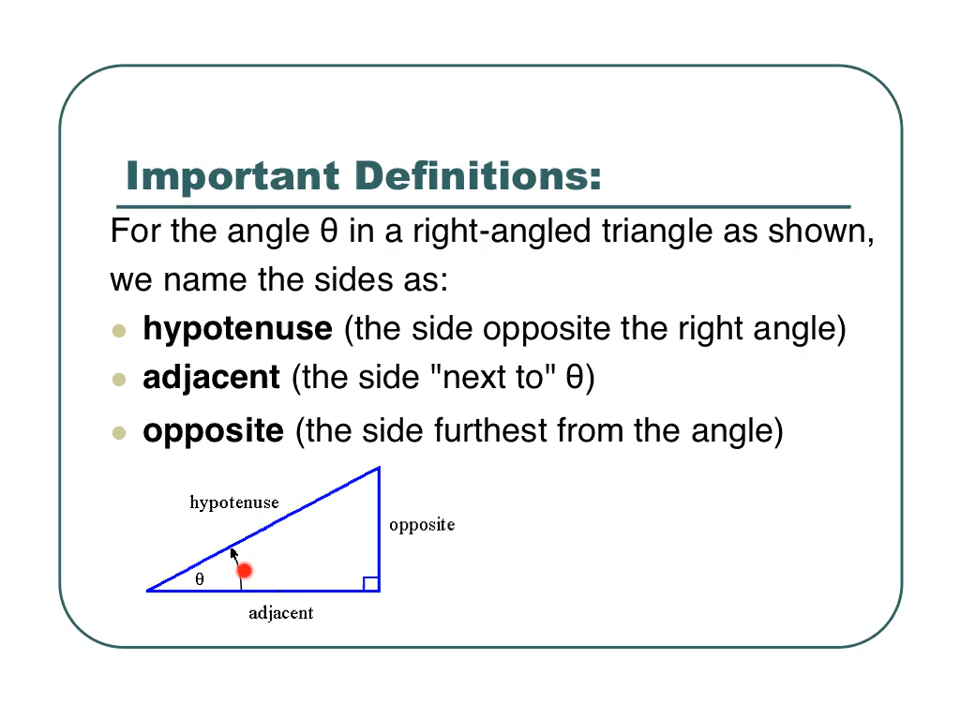 Important Definitions:
For the angle θ in a right-angled triangle as shown,
we name the sides as:
hypotenuse (the side opposite the right angle)
adjacent (the side "next to" θ)
opposite (the side furthest from the angle)
hypotenuse
opposite
θ
adjacent